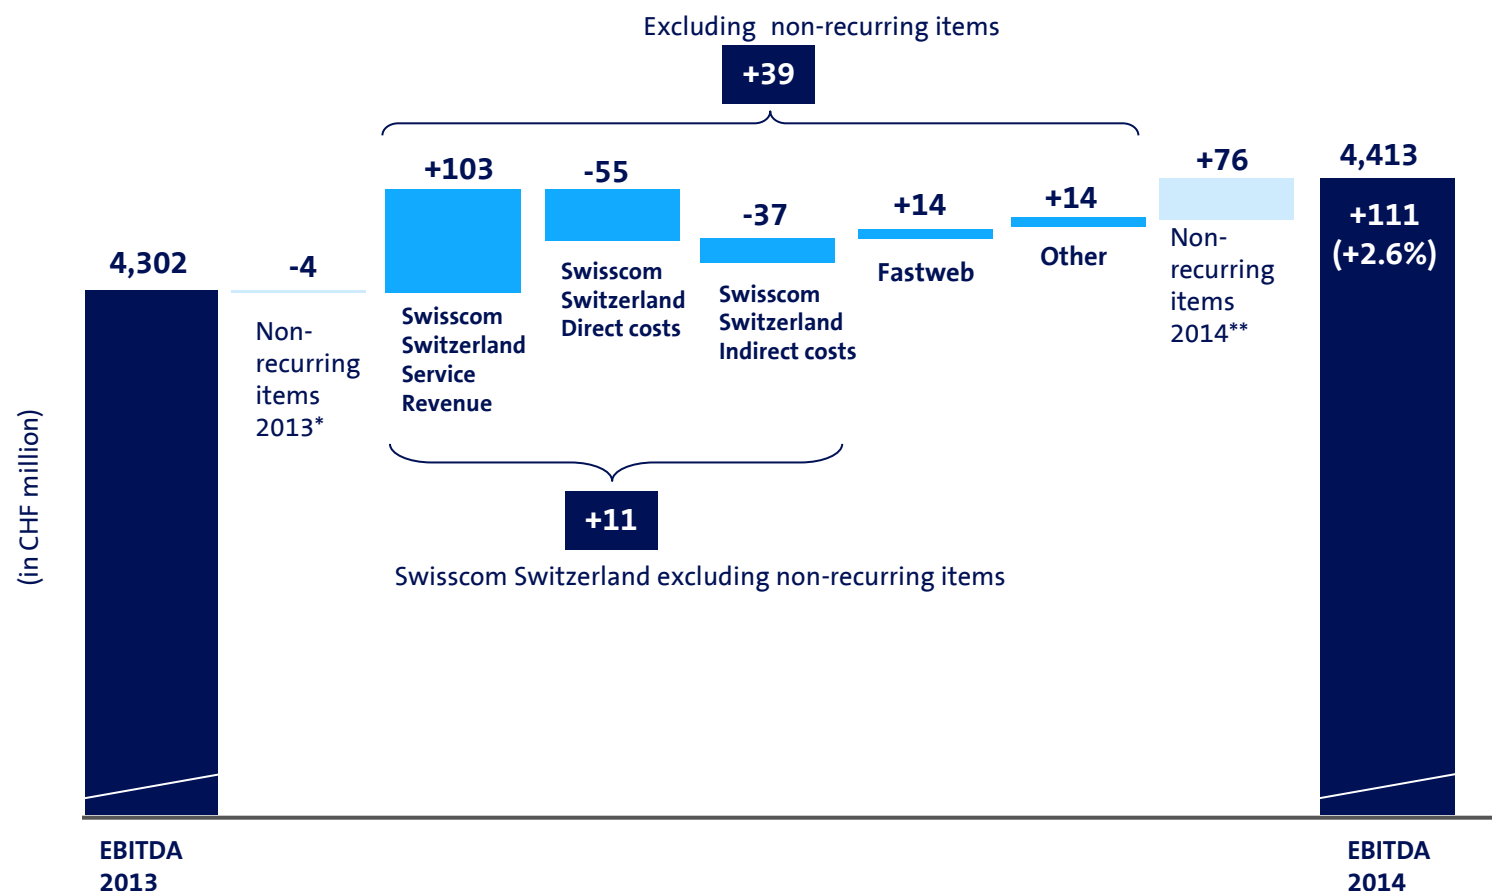 Excluding non-recurring items
+39
4,302
-4
+103
-55
-37
+14
+14
+76
4,413
+111
(+2.6%)
Non-
recurring
items
2013*
Swisscom
Switzerland
Service
Revenue
Swisscom
Switzerland
Direct costs
Swisscom
Switzerland
Indirect costs
Fastweb
Other
Non-
recurring
items
2014**
(in CHF million)
+11
Swisscom Switzerland excluding non-recurring items
EBITDA
2013
EBITDA
2014